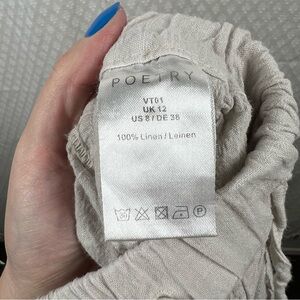 POETRY
VT01
UK 12
US 8 / DE 38
100% Linen / Leinen
P